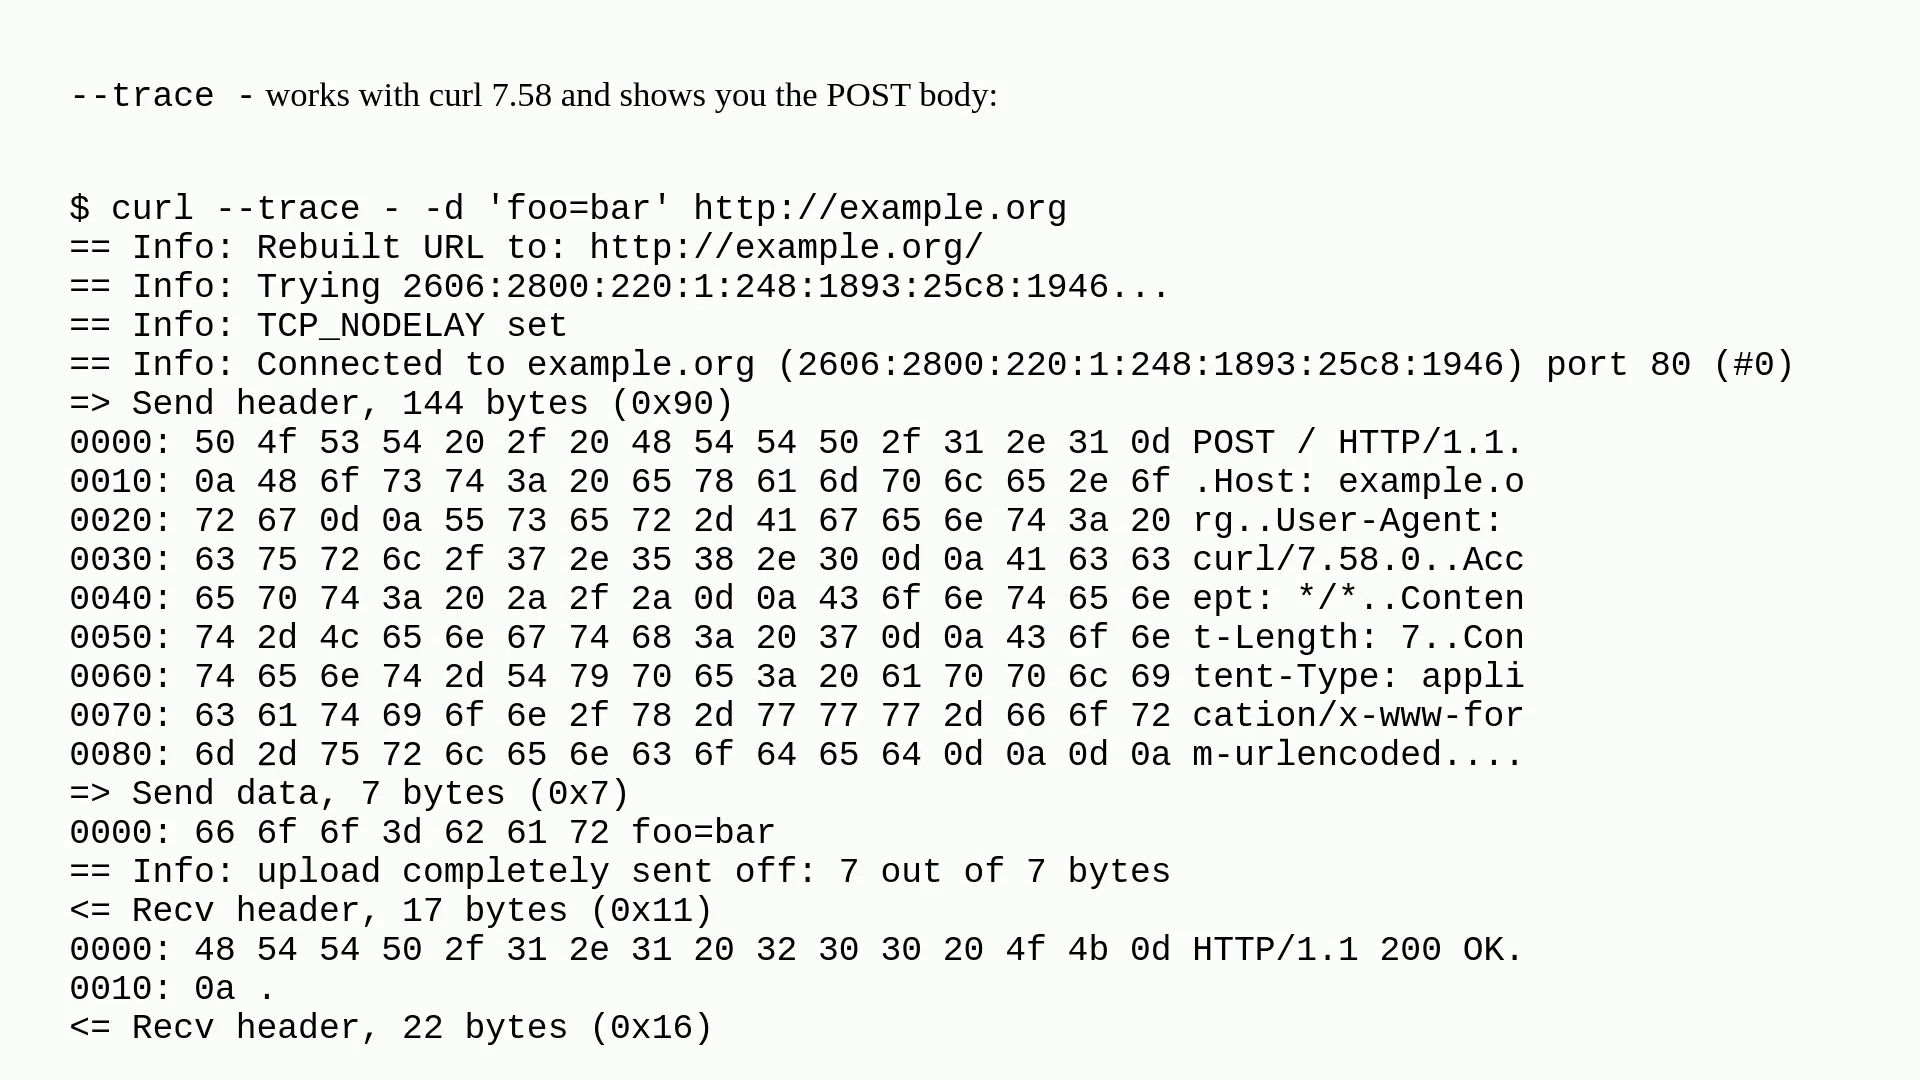 --trace - works with curl 7.58 and shows you the POST body:
$ curl --trace - -d 'foo=bar' http://example.org
== Info: Rebuilt URL to: http://example.org/
== Info: Trying 2606:2800:220:1:248:1893:25c8:1946...
== Info: TCP_NODELAY set
== Info: Connected to example.org (2606:2800:220:1:248:1893:25c8:1946) port 80 (#0)
=> Send header, 144 bytes (0x90)
0000: 50 4f 53 54 20 2f 20 48 54 54 50 2f 31 2e 31 0d POST / HTTP/1.1.
0010: 0a 48 6f 73 74 3a 20 65 78 61 6d 70 6c 65 2e 6f .Host: example.o
0020: 72 67 0d 0a 55 73 65 72 2d 41 67 65 6e 74 3a 20 rg..User-Agent:
0030: 63 75 72 6c 2f 37 2e 35 38 2e 30 0d 0a 41 63 63 curl/7.58.0..Acc
0040: 65 70 74 3a 20 2a 2f 2a 0d 0a 43 6f 6e 74 65 6e ept: */*..Conten
0050: 74 2d 4c 65 6e 67 74 68 3a 20 37 0d 0a 43 6f 6e t-Length: 7..Con
0060: 74 65 6e 74 2d 54 79 70 65 3a 20 61 70 70 6c 69 tent-Type: appli
0070: 63 61 74 69 6f 6e 2f 78 2d 77 77 77 2d 66 6f 72 cation/x-www-for
0080: 6d 2d 75 72 6c 65 6e 63 6f 64 65 64 0d 0a 0d 0a m-urlencoded....
=> Send data, 7 bytes (0x7)
0000: 66 6f 6f 3d 62 61 72 foo=bar
== Info: upload completely sent off: 7 out of 7 bytes
<= Recv header, 17 bytes (0x11)
0000: 48 54 54 50 2f 31 2e 31 20 32 30 30 20 4f 4b 0d HTTP/1.1 200 OK.
0010: 0a .
<= Recv header, 22 bytes (0x16)